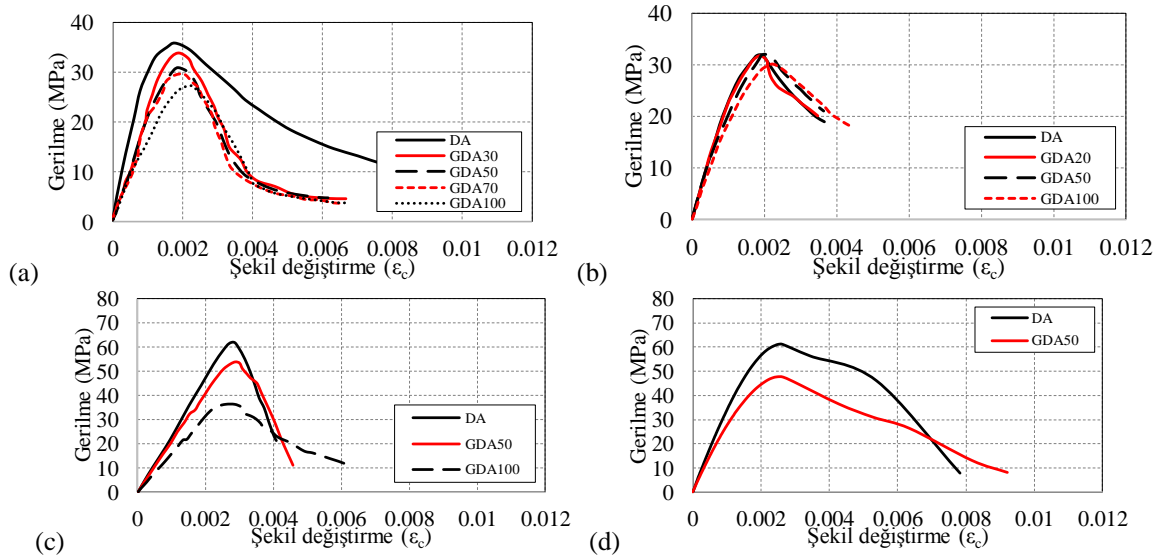 40
30
20
10
0
Gerilme (MPa)
0
0.002
0.004
0.006
0.008
0.01
0.012
Şekil değiştirme (εc)
DA
GDA30
GDA50
GDA70
GDA100
(a)
40
30
20
10
0
Gerilme (MPa)
0
0.002
0.004
0.006
0.008
0.01
0.012
Şekil değiştirme (εc)
DA
GDA20
GDA50
GDA100
(b)
80
70
60
50
40
30
20
10
0
Gerilme (MPa)
0
0.002
0.004
0.006
0.008
0.01
0.012
Şekil değiştirme (εc)
DA
GDA50
GDA100
(c)
80
70
60
50
40
30
20
10
0
Gerilme (MPa)
0
0.002
0.004
0.006
0.008
0.01
0.012
Şekil değiştirme (εc)
DA
GDA50
(d)